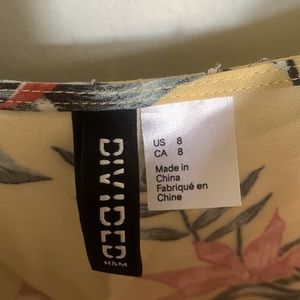 DIVIDED
H&M
US 8
CA 8
Made in
China
Fabriqué en
Chine